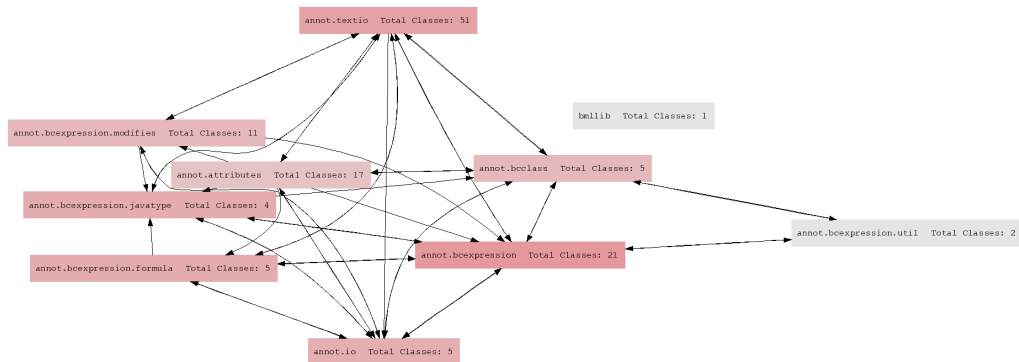 annot.textio Total Classes: 51
bmllib Total Classes: 1
annot.bcexpression.modifies Total Classes: 11
annot.bcclass Total Classes: 5
annot.attributes Total Classes: 17
annot.bcexpression.javatype Total Classes: 4
annot.bcexpression.util Total Classes: 2
annot.bcexpression Total Classes: 21
annot.bcexpression.formula Total Classes: 5
annot.io Total Classes: 5